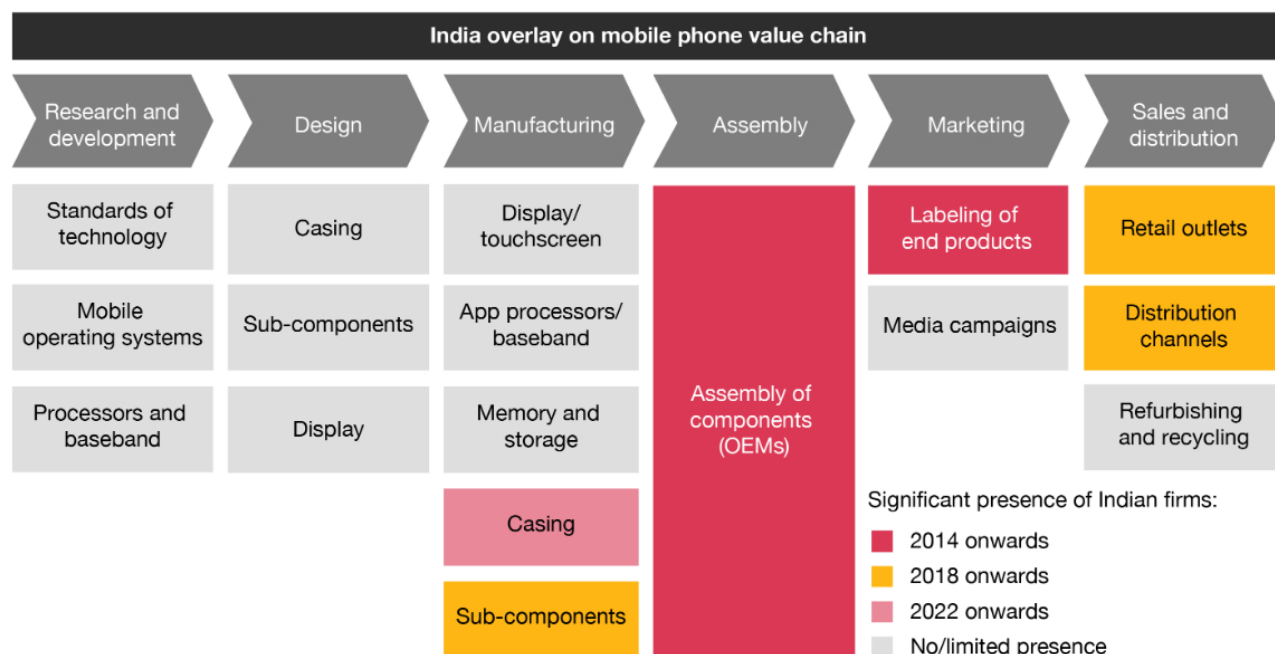 India overlay on mobile phone value chain
Research and
development
Design
Manufacturing
Assembly
Marketing
Sales and
distribution
Standards of
technology
Mobile
operating systems
Processors and
baseband
Casing
Sub-components
Display
Display/
touchscreen
App processors/
baseband
Memory and
storage
Casing
Sub-components
Assembly of
components
(OEMs)
Labeling of
end products
Media campaigns
Retail outlets
Distribution
channels
Refurbishing
and recycling
Significant presence of Indian firms:
2014 onwards
2018 onwards
2022 onwards
No/limited presence